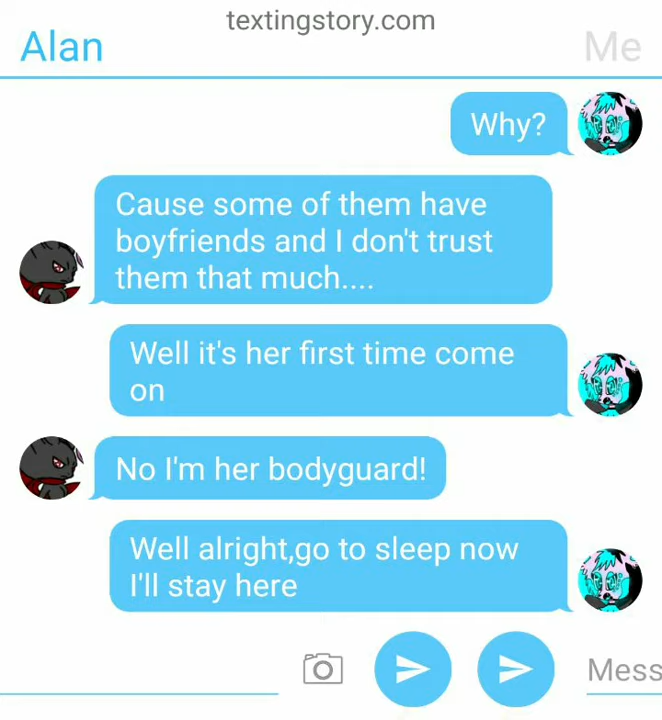 textingstory.com
Alan
Me
Why?
Cause some of them have
boyfriends and I don't trust
them that much....
Well it's her first time come
on
No I'm her bodyguard!
Well alright,go to sleep now
I'll stay here
Mess